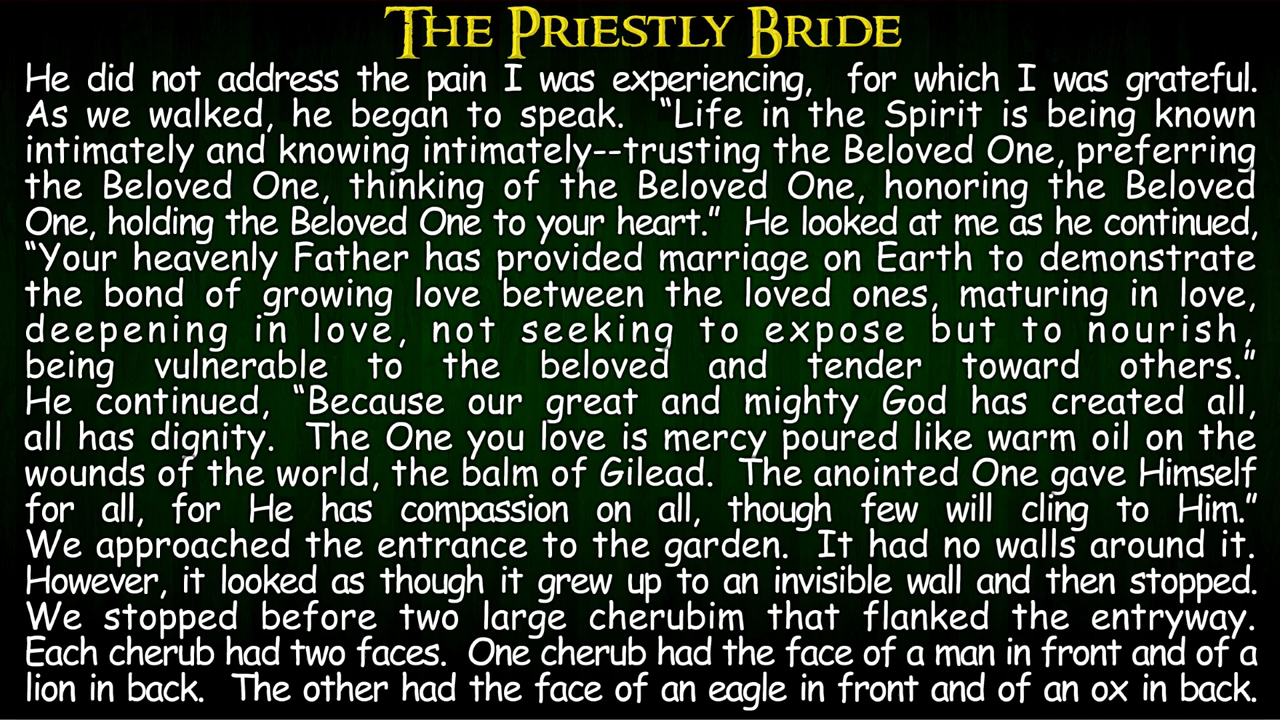 The Priestly Bride
He did not address the pain I was experiencing,  for which I was grateful.
As we walked, he began to speak.  “Life in the Spirit is being known
intimately and knowing intimately--trusting the Beloved One, preferring
the Beloved One, thinking of the Beloved One, honoring the Beloved
One, holding the Beloved One to your heart.”  He looked at me as he continued,
“Your heavenly Father has provided marriage on Earth to demonstrate
the bond of growing love between the loved ones, maturing in love,
deepening in love, not seeking to expose but to nourish,
being vulnerable to the beloved and tender toward others.”
He continued, “Because our great and mighty God has created all,
all has dignity.  The One you love is mercy poured like warm oil on the
wounds of the world, the balm of Gilead.  The anointed One gave Himself
for all, for He has compassion on all, though few will cling to Him.”
We approached the entrance to the garden.  It had no walls around it.
However, it looked as though it grew up to an invisible wall and then stopped.
We stopped before two large cherubim that flanked the entryway.
Each cherub had two faces.  One cherub had the face of a man in front and of a
lion in back.  The other had the face of an eagle in front and of an ox in back.